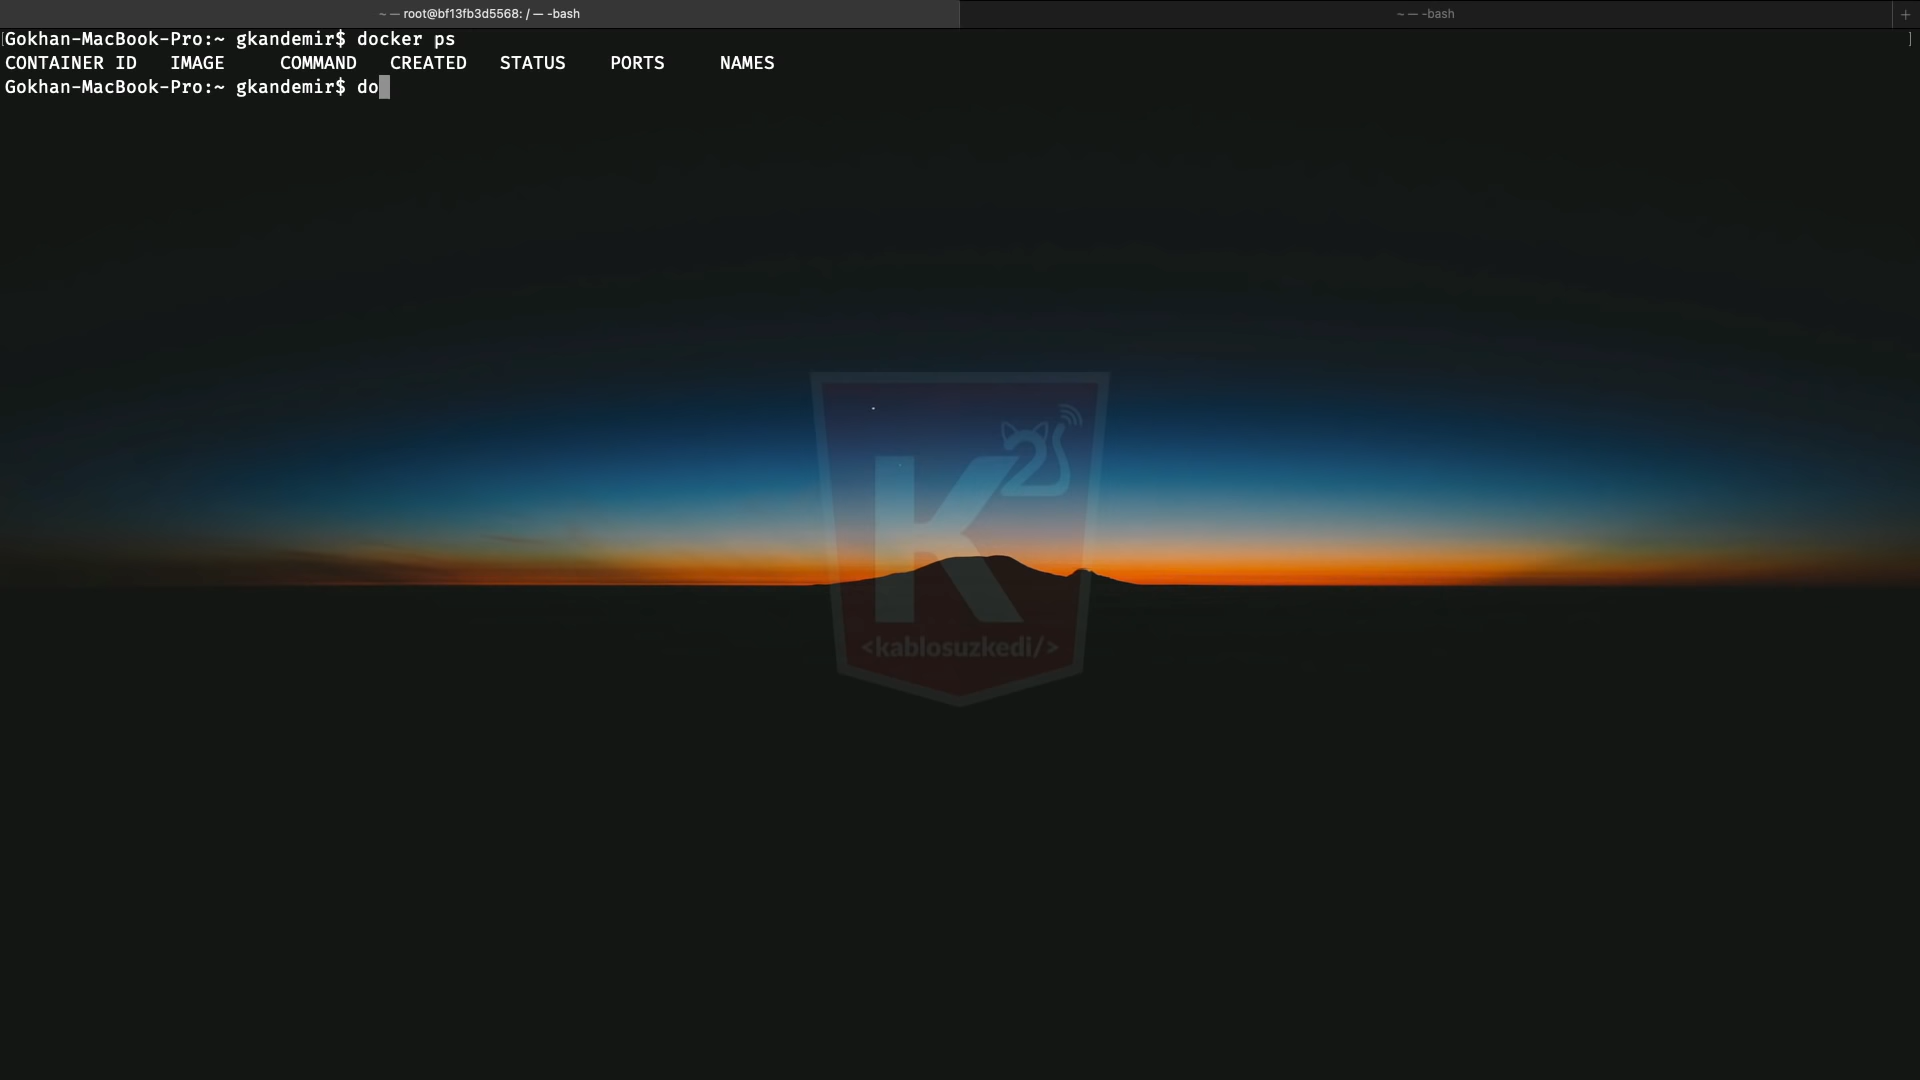 ~ — root@bf13fb3d5568: / — -bash
~ — -bash
+
Gokhan-MacBook-Pro:~ gkandemir$ docker ps
CONTAINER ID   IMAGE     COMMAND   CREATED   STATUS    PORTS     NAMES
Gokhan-MacBook-Pro:~ gkandemir$ do
K2
<kablosuzkedi/>